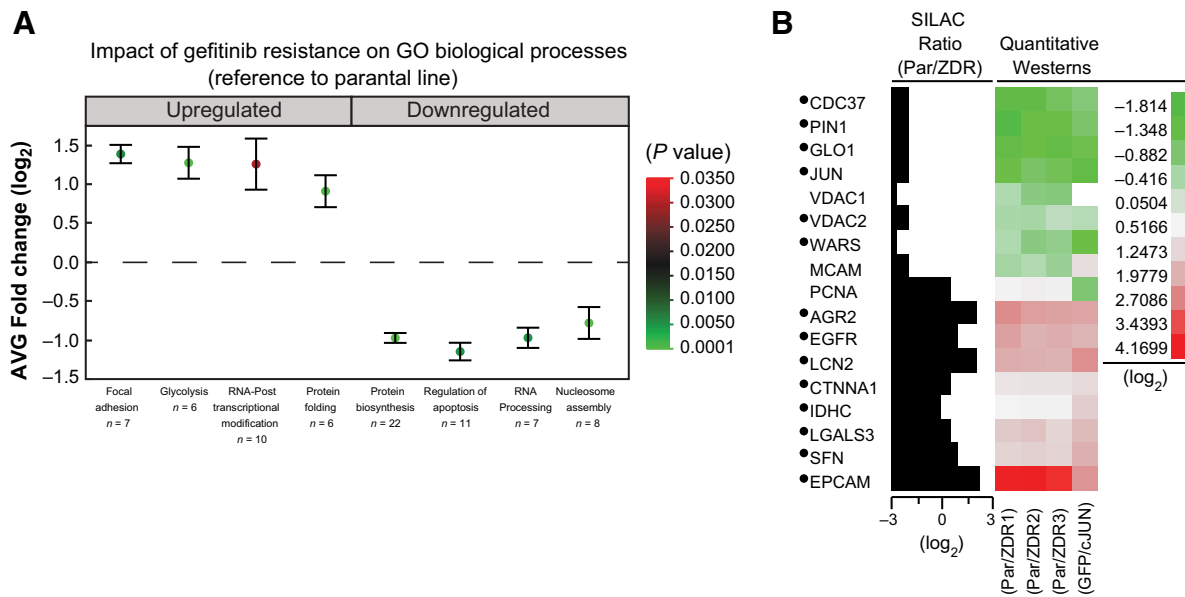 A
Impact of gefitinib resistance on GO biological processes
(reference to parantal line)
Upregulated
Downregulated
AVG Fold change (log2)
1.5
1.0
0.5
0.0
−0.5
−1.0
−1.5
Focal
adhesion
n = 7
Glycolysis
n = 6
RNA-Post
transcriptional
modification
n = 10
Protein
folding
n = 6
Protein
biosynthesis
n = 22
Regulation of
apoptosis
n = 11
RNA
Processing
n = 7
Nucleosome
assembly
n = 8
(P value)
0.0350
0.0300
0.0250
0.0200
0.0150
0.0100
0.0050
0.0001
B
SILAC
Ratio
(Par/ZDR)
Quantitative
Westerns
●CDC37
●PIN1
●GLO1
●JUN
VDAC1
●VDAC2
●WARS
MCAM
PCNA
●AGR2
●EGFR
●LCN2
●CTNNA1
●IDHC
●LGALS3
●SFN
●EPCAM
−3 0 3
(log2)
(Par/ZDR1)
(Par/ZDR2)
(Par/ZDR3)
(GFP/cJUN)
−1.814
−1.348
−0.882
−0.416
0.0504
0.5166
1.2473
1.9779
2.7086
3.4393
4.1699
(log2)